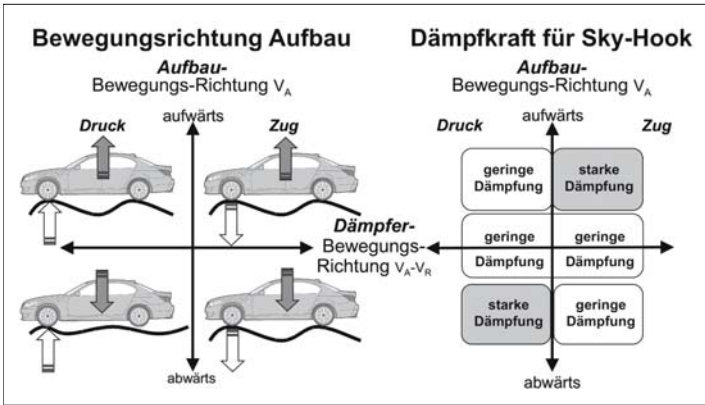 Bewegungsrichtung Aufbau
Aufbau-
Bewegungs-Richtung VA
Druck
aufwärts
Zug
Dämpfer-
Bewegungs-
Richtung VA-VR
abwärts
Dämpfkraft für Sky-Hook
Aufbau-
Bewegungs-Richtung VA
Druck
aufwärts
Zug
geringe
Dämpfung
starke
Dämpfung
geringe
Dämpfung
geringe
Dämpfung
starke
Dämpfung
geringe
Dämpfung
abwärts